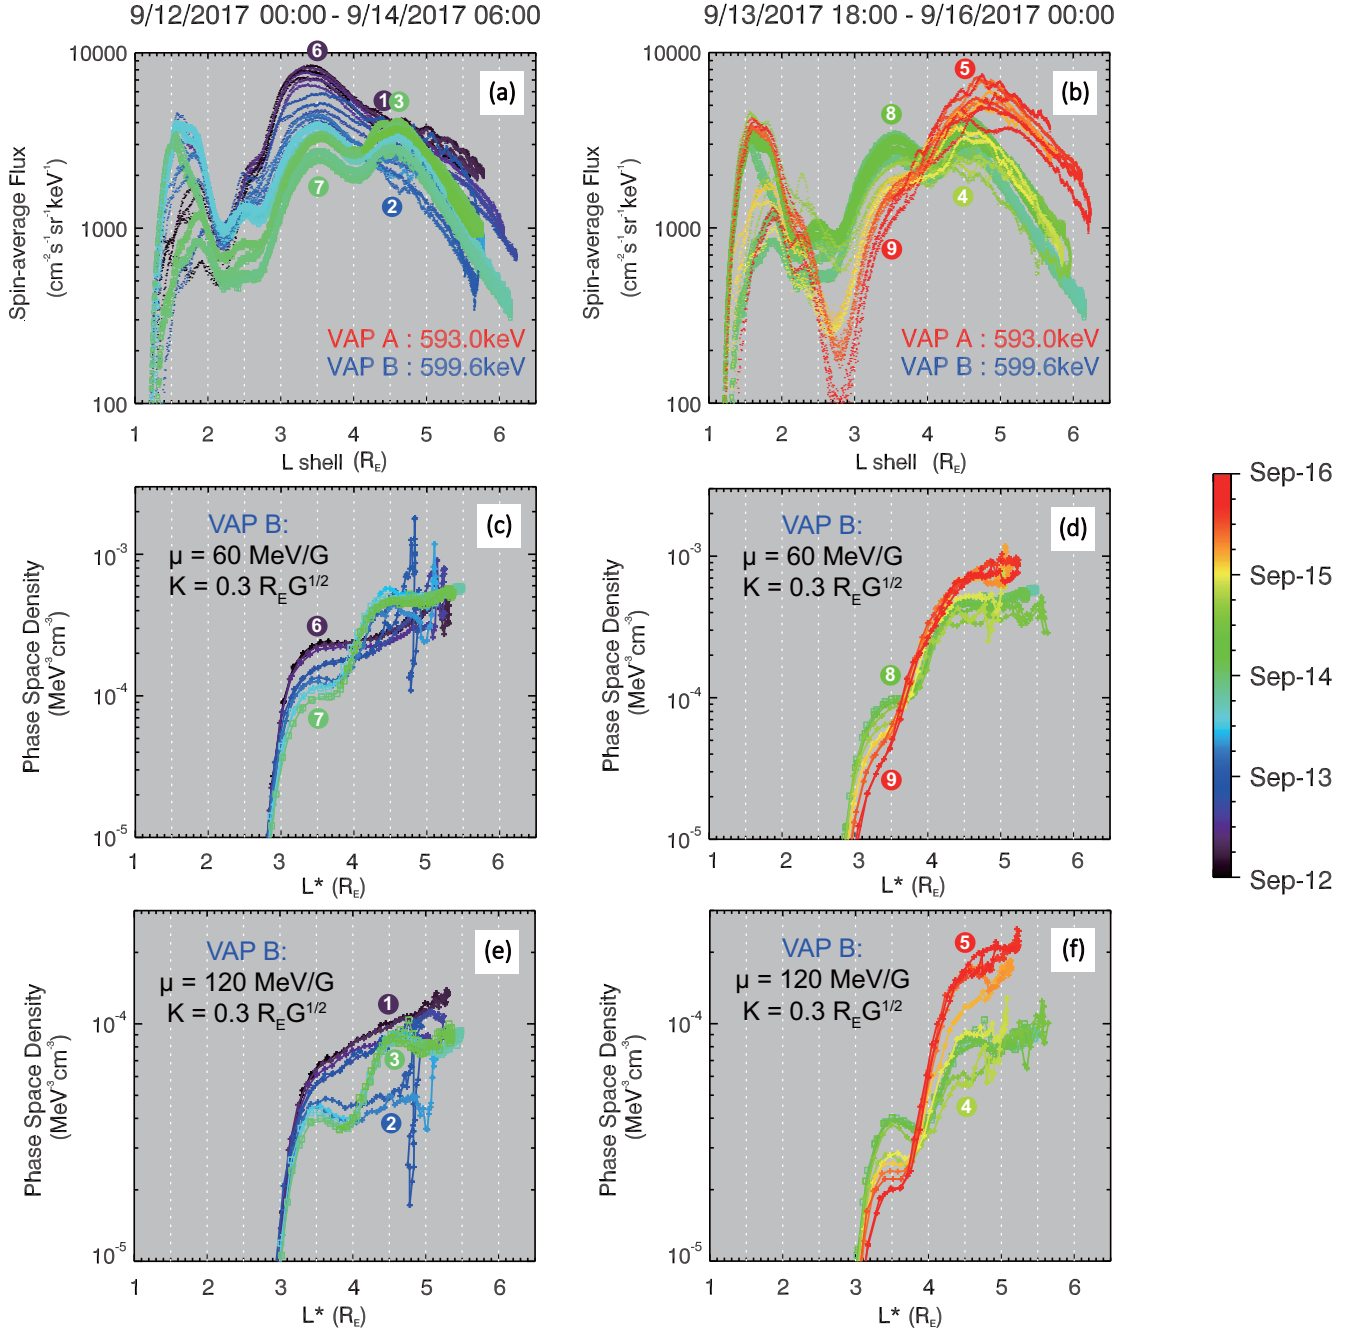 9/12/2017 00:00 - 9/14/2017 06:00
9/13/2017 18:00 - 9/16/2017 00:00
Spin-average Flux
(cm⁻² s⁻¹ sr⁻¹ keV⁻¹)
10000
1000
100
(a)
6
1
3
7
2
VAP A : 593.0keV
VAP B : 599.6keV
1 2 3 4 5 6
L shell (R_E)
Spin-average Flux
(cm⁻² s⁻¹ sr⁻¹ keV⁻¹)
10000
1000
100
(b)
5
8
4
9
VAP A : 593.0keV
VAP B : 599.6keV
1 2 3 4 5 6
L shell (R_E)
Phase Space Density
(MeV⁻³cm⁻³)
10⁻³
10⁻⁴
10⁻⁵
(c)
VAP B:
μ = 60 MeV/G
K = 0.3 R_EG^1/2
6
7
1 2 3 4 5 6
L* (R_E)
Phase Space Density
(MeV⁻³cm⁻³)
10⁻³
10⁻⁴
10⁻⁵
(d)
VAP B:
μ = 60 MeV/G
K = 0.3 R_EG^1/2
8
9
1 2 3 4 5 6
L* (R_E)
Sep-16
Sep-15
Sep-14
Sep-13
Sep-12
Phase Space Density
(MeV⁻³cm⁻³)
10⁻⁴
10⁻⁵
(e)
VAP B:
μ = 120 MeV/G
K = 0.3 R_EG^1/2
1
3
2
1 2 3 4 5 6
L* (R_E)
Phase Space Density
(MeV⁻³cm⁻³)
10⁻⁴
10⁻⁵
(f)
VAP B:
μ = 120 MeV/G
K = 0.3 R_EG^1/2
5
4
1 2 3 4 5 6
L* (R_E)